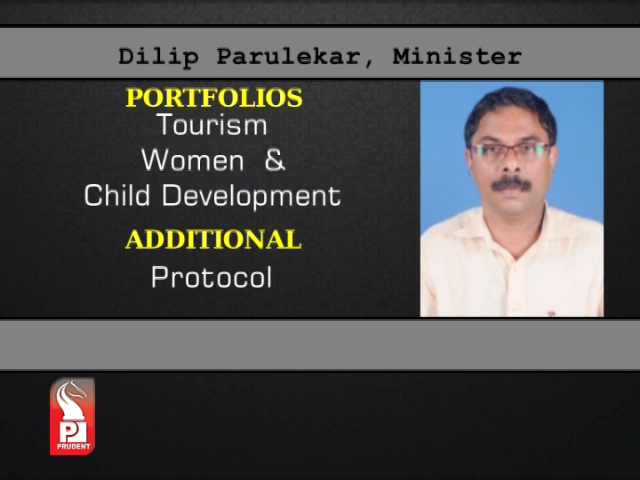 Dilip Parulekar, Minister
PORTFOLIOS
Tourism
Women &
Child Development
ADDITIONAL
Protocol
P
PRUDENT